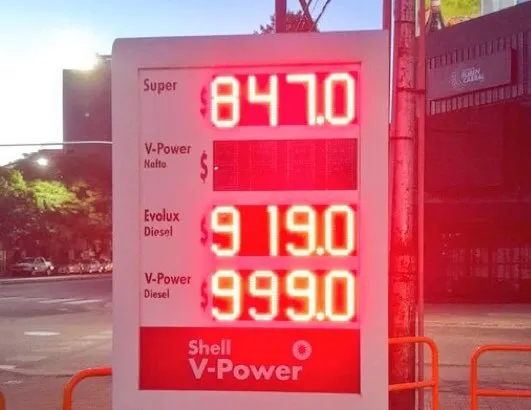 Super $ 847.0
V-Power
Nafta $
Evolux $ 919.0
Diesel
V-Power $ 999.0
Diesel
Shell
V-Power